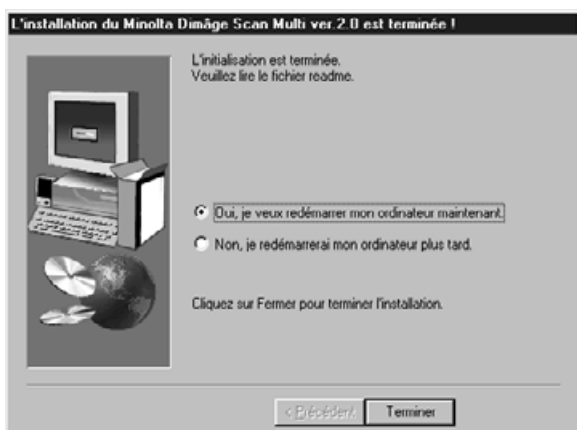 L'installation du Minolta Dimâge Scan Multi ver.2.0 est terminée !
L'initialisation est terminée.
Veuillez lire le fichier readme.
Oui, je veux redémarrer mon ordinateur maintenant.
Non, je redémarrerai mon ordinateur plus tard.
Cliquez sur Fermer pour terminer l'installation.
< Précédent
Terminer